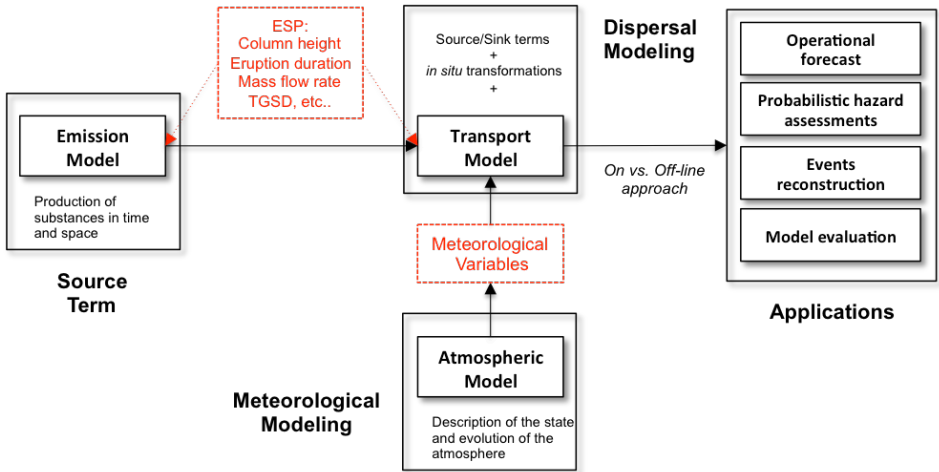 ESP:
Column height
Eruption duration
Mass flow rate
TGSD, etc..
Emission
Model
Production of
substances in time
and space
Source
Term
Source/Sink terms
+
in situ transformations
+
Transport
Model
Dispersal
Modeling
On vs. Off-line
approach
Meteorological
Variables
Atmospheric
Model
Description of the state
and evolution of the
atmosphere
Meteorological
Modeling
Operational
forecast
Probabilistic hazard
assessments
Events
reconstruction
Model evaluation
Applications